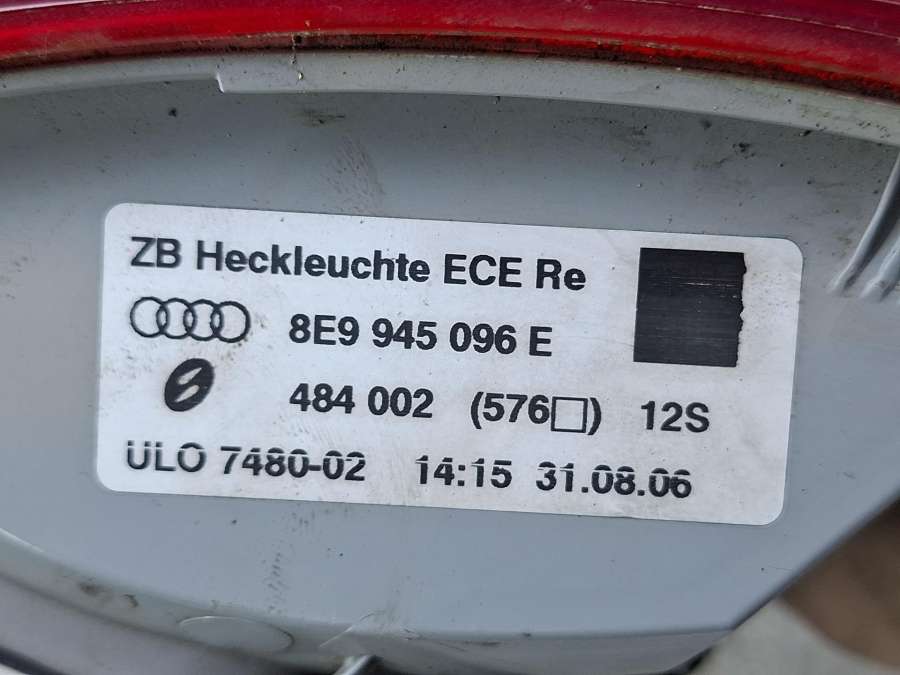 ZB Heckleuchte ECE Re
8E9 945 096 E
484 002 (576□) 12S
ULO 7480-02 14:15 31.08.06